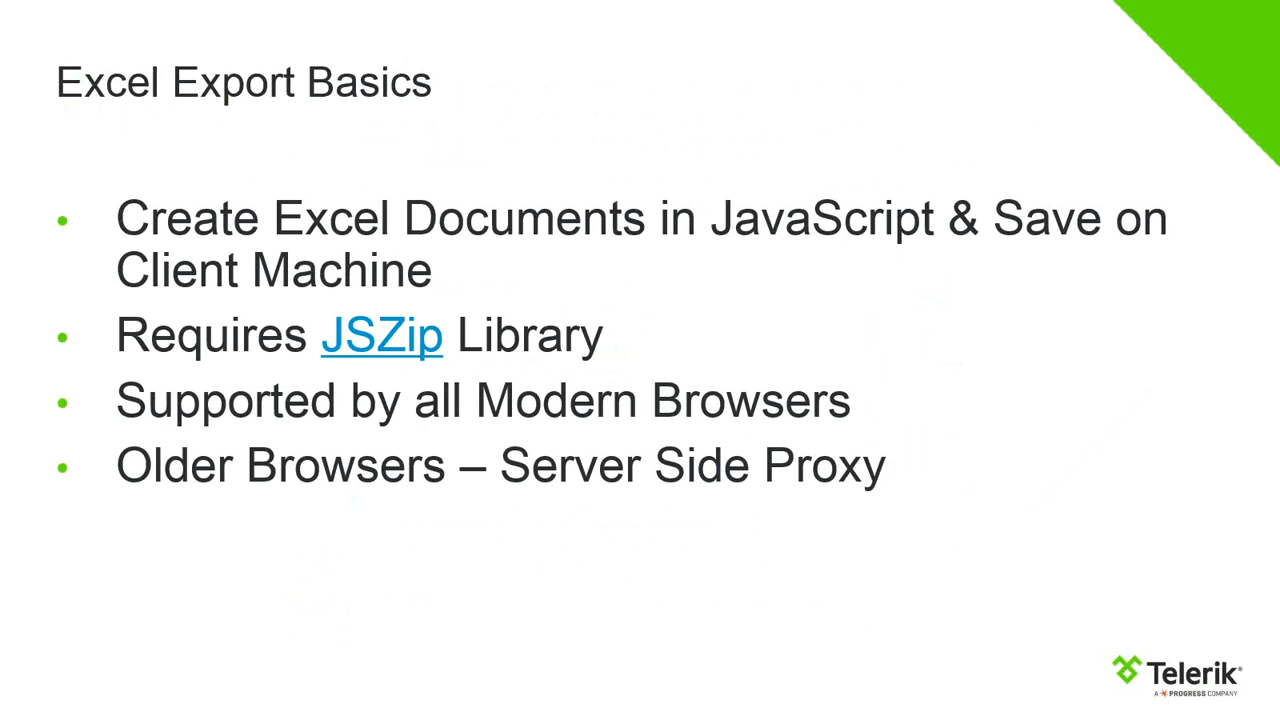 Excel Export Basics
• Create Excel Documents in JavaScript & Save on
Client Machine
• Requires JSZip Library
• Supported by all Modern Browsers
• Older Browsers – Server Side Proxy
Telerik®
A PROGRESS COMPANY